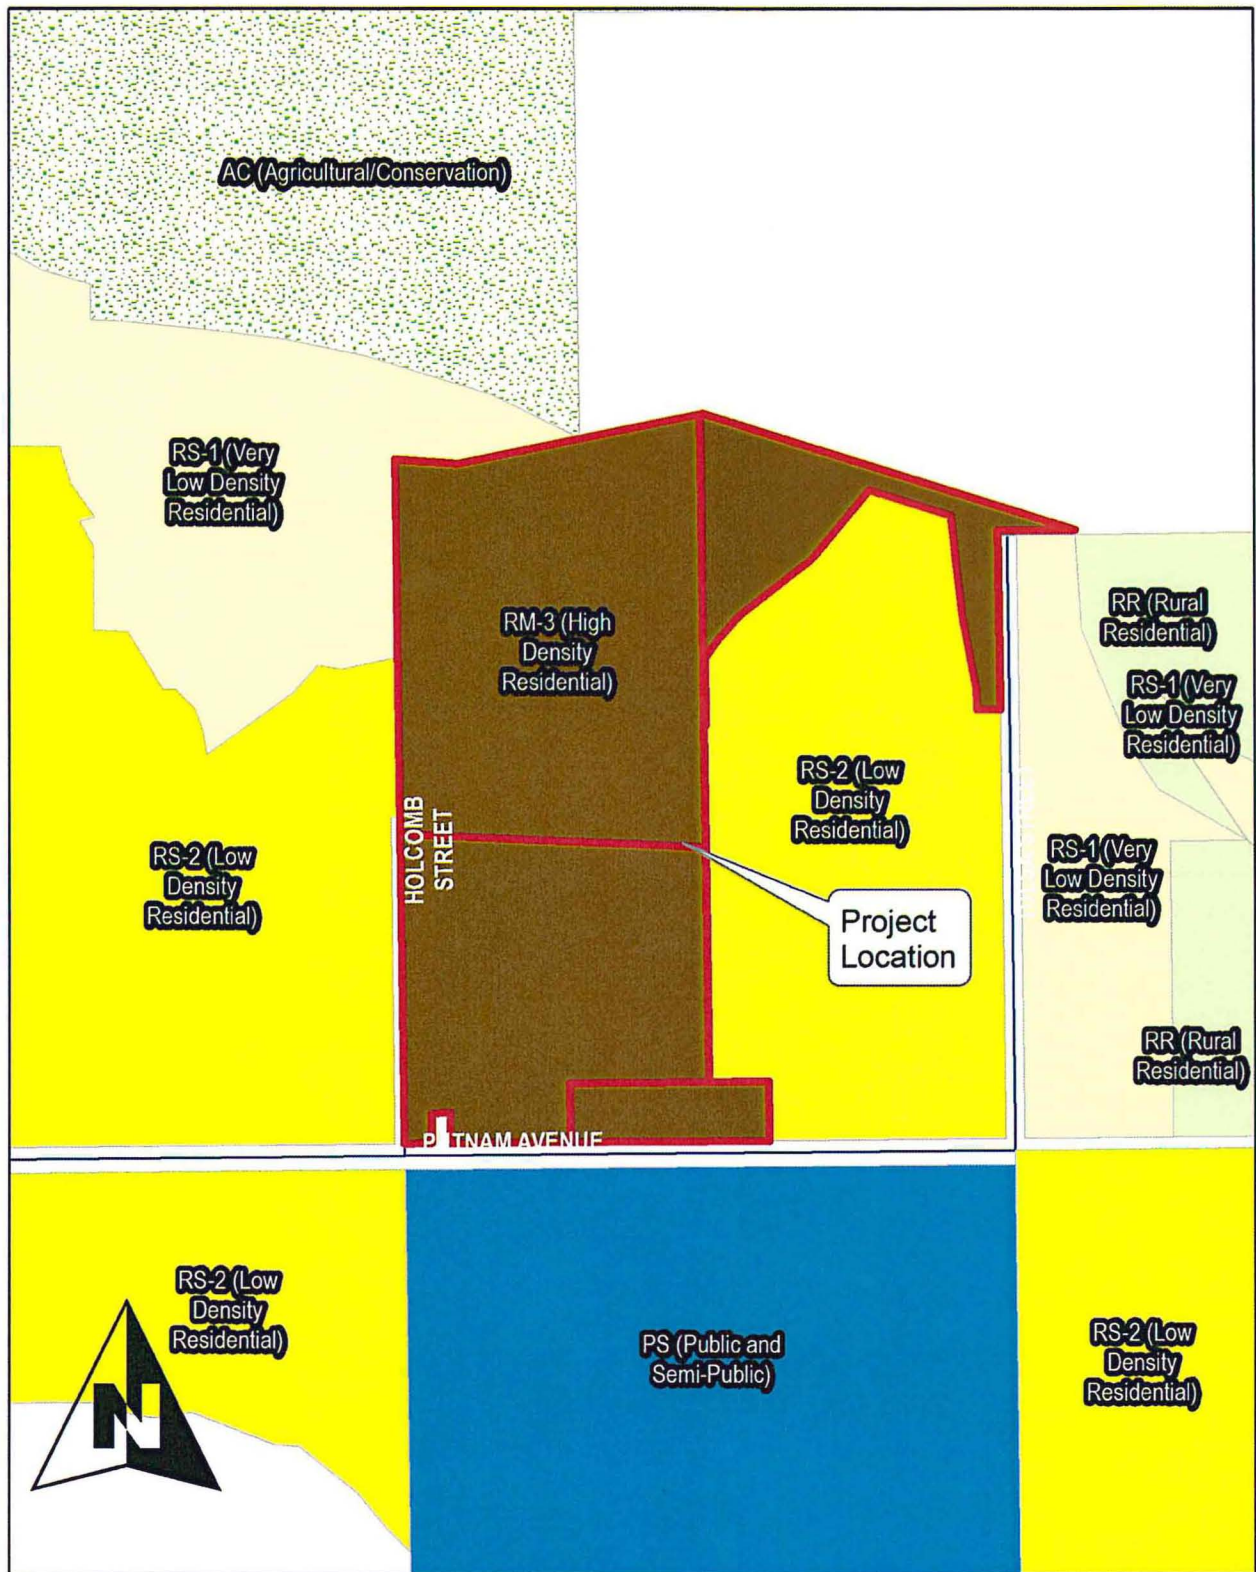 AC (Agricultural/Conservation)
RS-1 (Very
Low Density
Residential)
RM-3 (High
Density
Residential)
RR (Rural
Residential)
RS-1 (Very
Low Density
Residential)
RS-2 (Low
Density
Residential)
HOLCOMB
STREET
RS-2 (Low
Density
Residential)
RS-1 (Very
Low Density
Residential)
Project
Location
RR (Rural
Residential)
PUTNAM AVENUE
RS-2 (Low
Density
Residential)
PS (Public and
Semi-Public)
RS-2 (Low
Density
Residential)
N